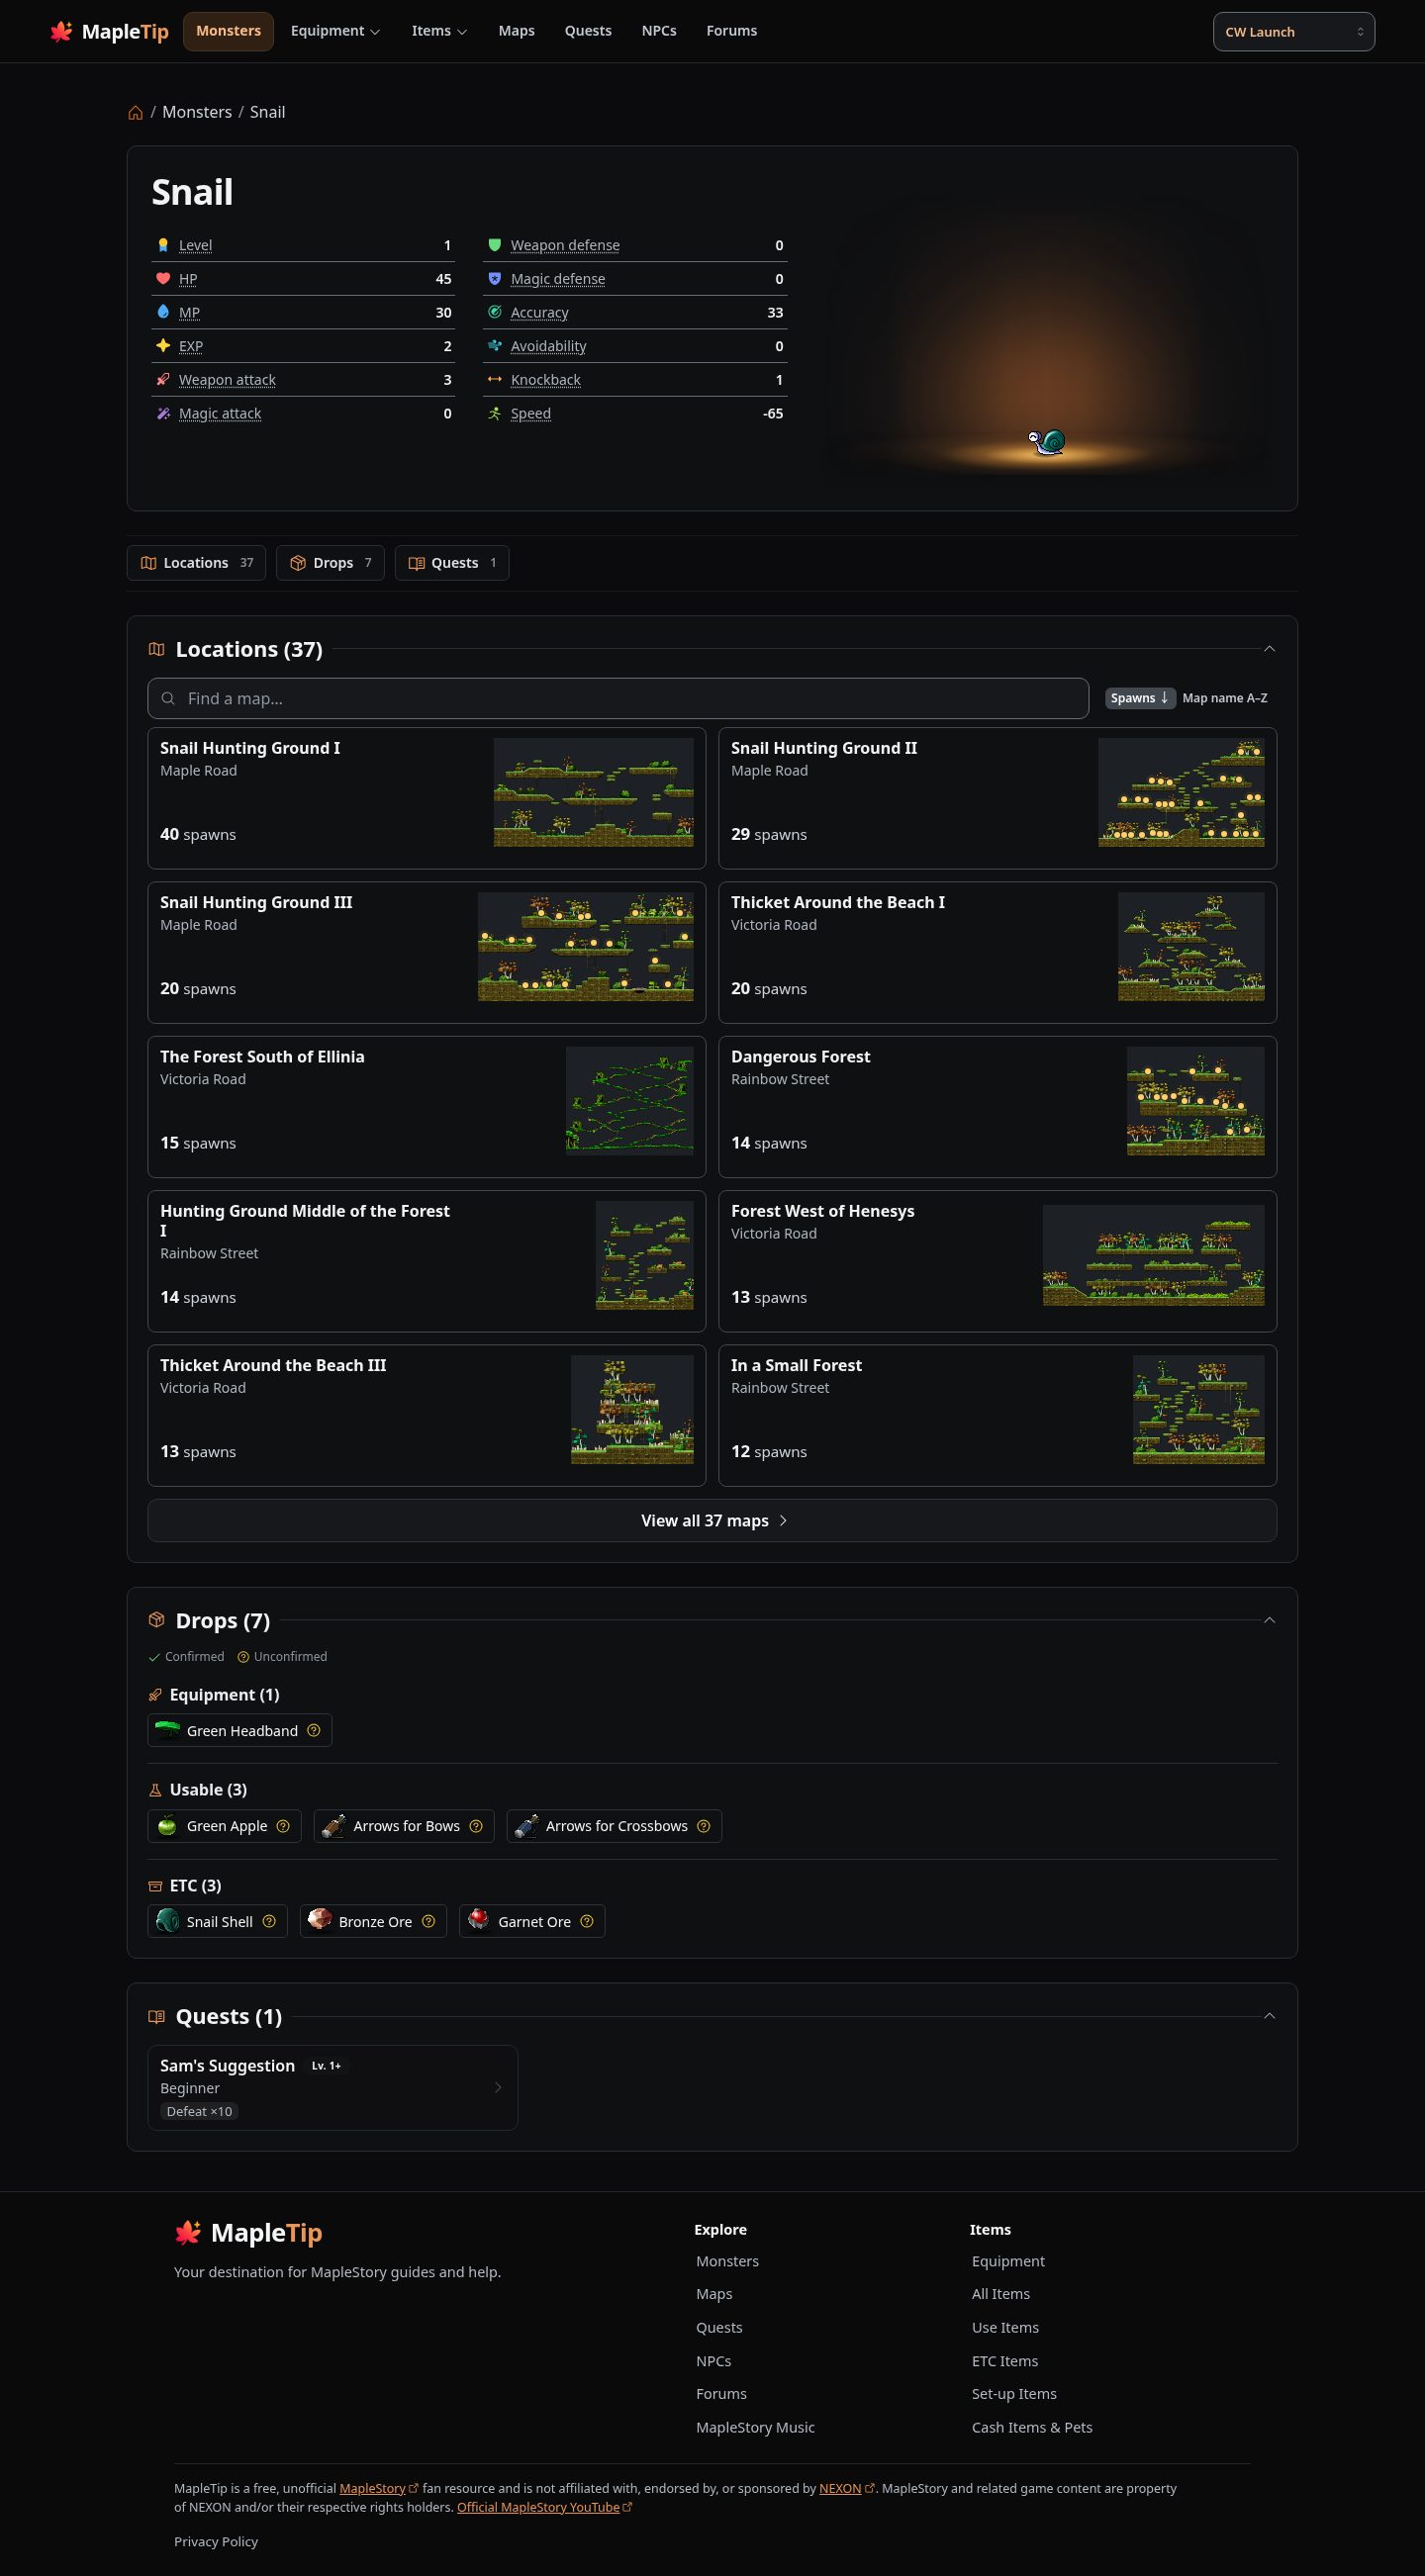 MapleTip
Monsters
Equipment
Items
Maps
Quests
NPCs
Forums
CW Launch
/ Monsters / Snail
Snail
Level 1
HP 45
MP 30
EXP 2
Weapon attack 3
Magic attack 0
Weapon defense 0
Magic defense 0
Accuracy 33
Avoidability 0
Knockback 1
Speed -65
Locations 37
Drops 7
Quests 1
Locations (37)
Find a map...
Spawns ↓
Map name A–Z
Snail Hunting Ground I
Maple Road
40 spawns
Snail Hunting Ground II
Maple Road
29 spawns
Snail Hunting Ground III
Maple Road
20 spawns
Thicket Around the Beach I
Victoria Road
20 spawns
The Forest South of Ellinia
Victoria Road
15 spawns
Dangerous Forest
Rainbow Street
14 spawns
Hunting Ground Middle of the Forest
I
Rainbow Street
14 spawns
Forest West of Henesys
Victoria Road
13 spawns
Thicket Around the Beach III
Victoria Road
13 spawns
In a Small Forest
Rainbow Street
12 spawns
View all 37 maps
Drops (7)
Confirmed
Unconfirmed
Equipment (1)
Green Headband
Usable (3)
Green Apple
Arrows for Bows
Arrows for Crossbows
ETC (3)
Snail Shell
Bronze Ore
Garnet Ore
Quests (1)
Sam's Suggestion Lv. 1+
Beginner
Defeat ×10
MapleTip
Your destination for MapleStory guides and help.
Explore
Monsters
Maps
Quests
NPCs
Forums
MapleStory Music
Items
Equipment
All Items
Use Items
ETC Items
Set-up Items
Cash Items & Pets
MapleTip is a free, unofficial MapleStory fan resource and is not affiliated with, endorsed by, or sponsored by NEXON. MapleStory and related game content are property
of NEXON and/or their respective rights holders. Official MapleStory YouTube
Privacy Policy